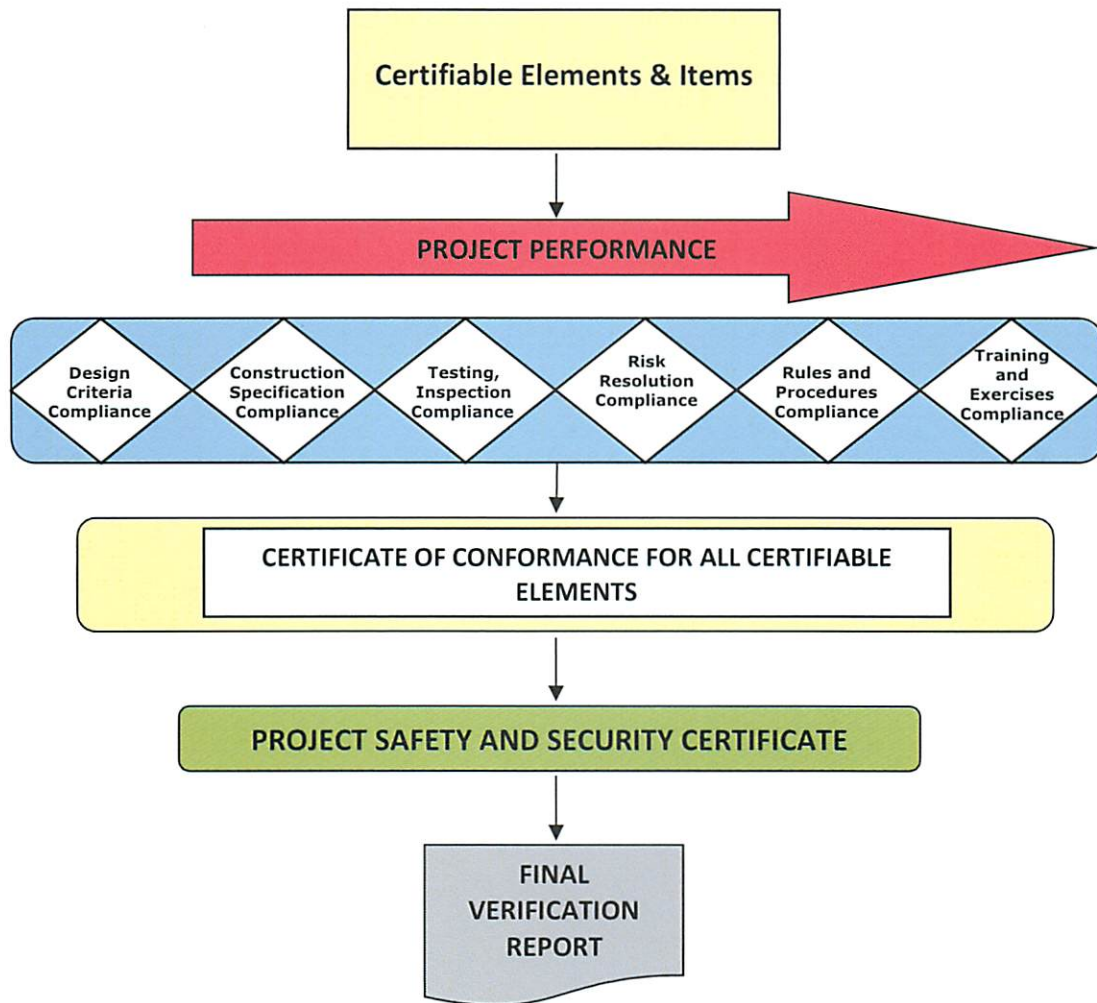 Certifiable Elements & Items
PROJECT PERFORMANCE
Design
Criteria
Compliance
Construction
Specification
Compliance
Testing,
Inspection
Compliance
Risk
Resolution
Compliance
Rules and
Procedures
Compliance
Training
and
Exercises
Compliance
CERTIFICATE OF CONFORMANCE FOR ALL CERTIFIABLE
ELEMENTS
PROJECT SAFETY AND SECURITY CERTIFICATE
FINAL
VERIFICATION
REPORT